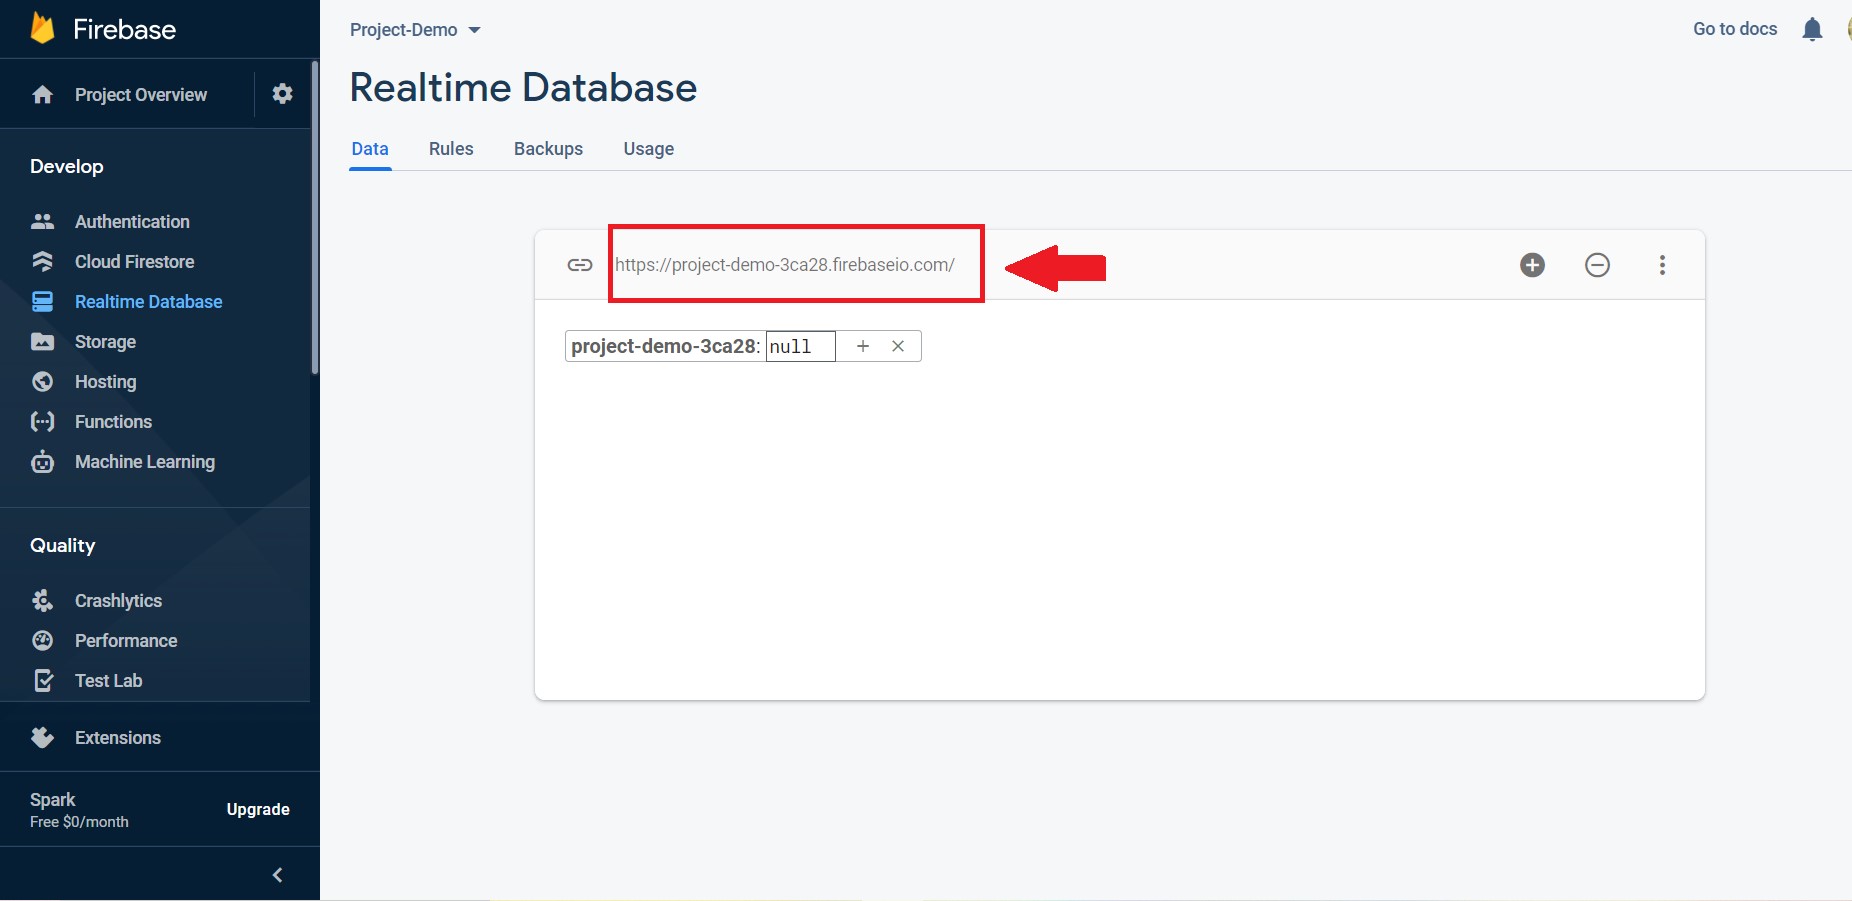 Firebase
Project Overview
Develop
Authentication
Cloud Firestore
Realtime Database
Storage
Hosting
Functions
Machine Learning
Quality
Crashlytics
Performance
Test Lab
Extensions
Spark
Free $0/month
Upgrade
Project-Demo
Go to docs
Realtime Database
Data Rules Backups Usage
https://project-demo-3ca28.firebaseio.com/
project-demo-3ca28: null